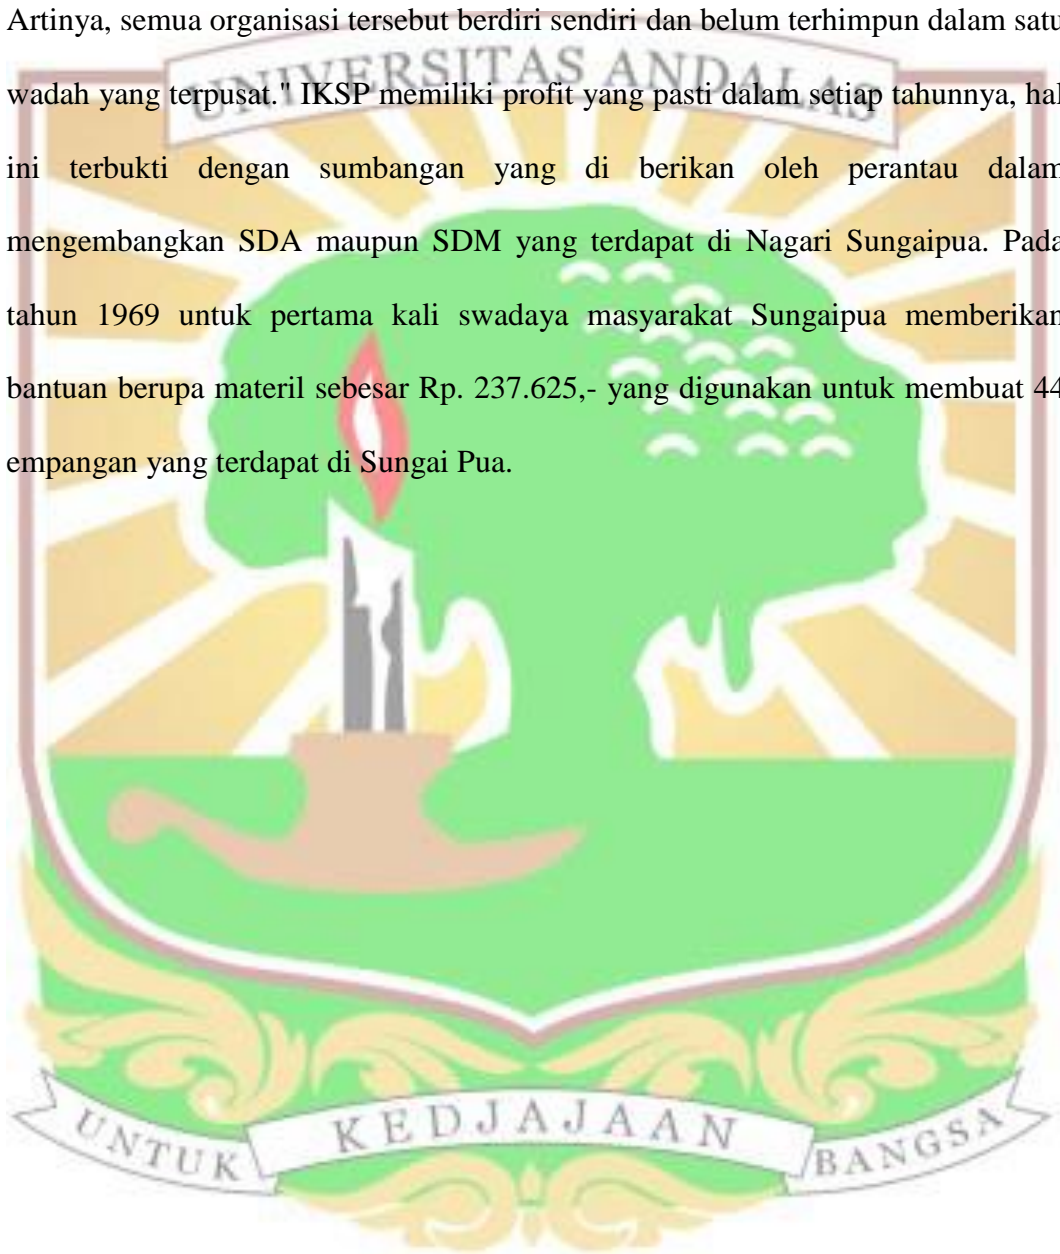 Artinya, semua organisasi tersebut berdiri sendiri dan belum terhimpun dalam satu
UNIVERSITAS ANDALAS
wadah yang terpusat." IKSP memiliki profit yang pasti dalam setiap tahunnya, hal
ini terbukti dengan sumbangan yang di berikan oleh perantau dalam
mengembangkan SDA maupun SDM yang terdapat di Nagari Sungaipua. Pada
tahun 1969 untuk pertama kali swadaya masyarakat Sungaipua memberikan
bantuan berupa materil sebesar Rp. 237.625,- yang digunakan untuk membuat 44
empangan yang terdapat di Sungai Pua.
UNTUK KEDJAJAAN BANGSA